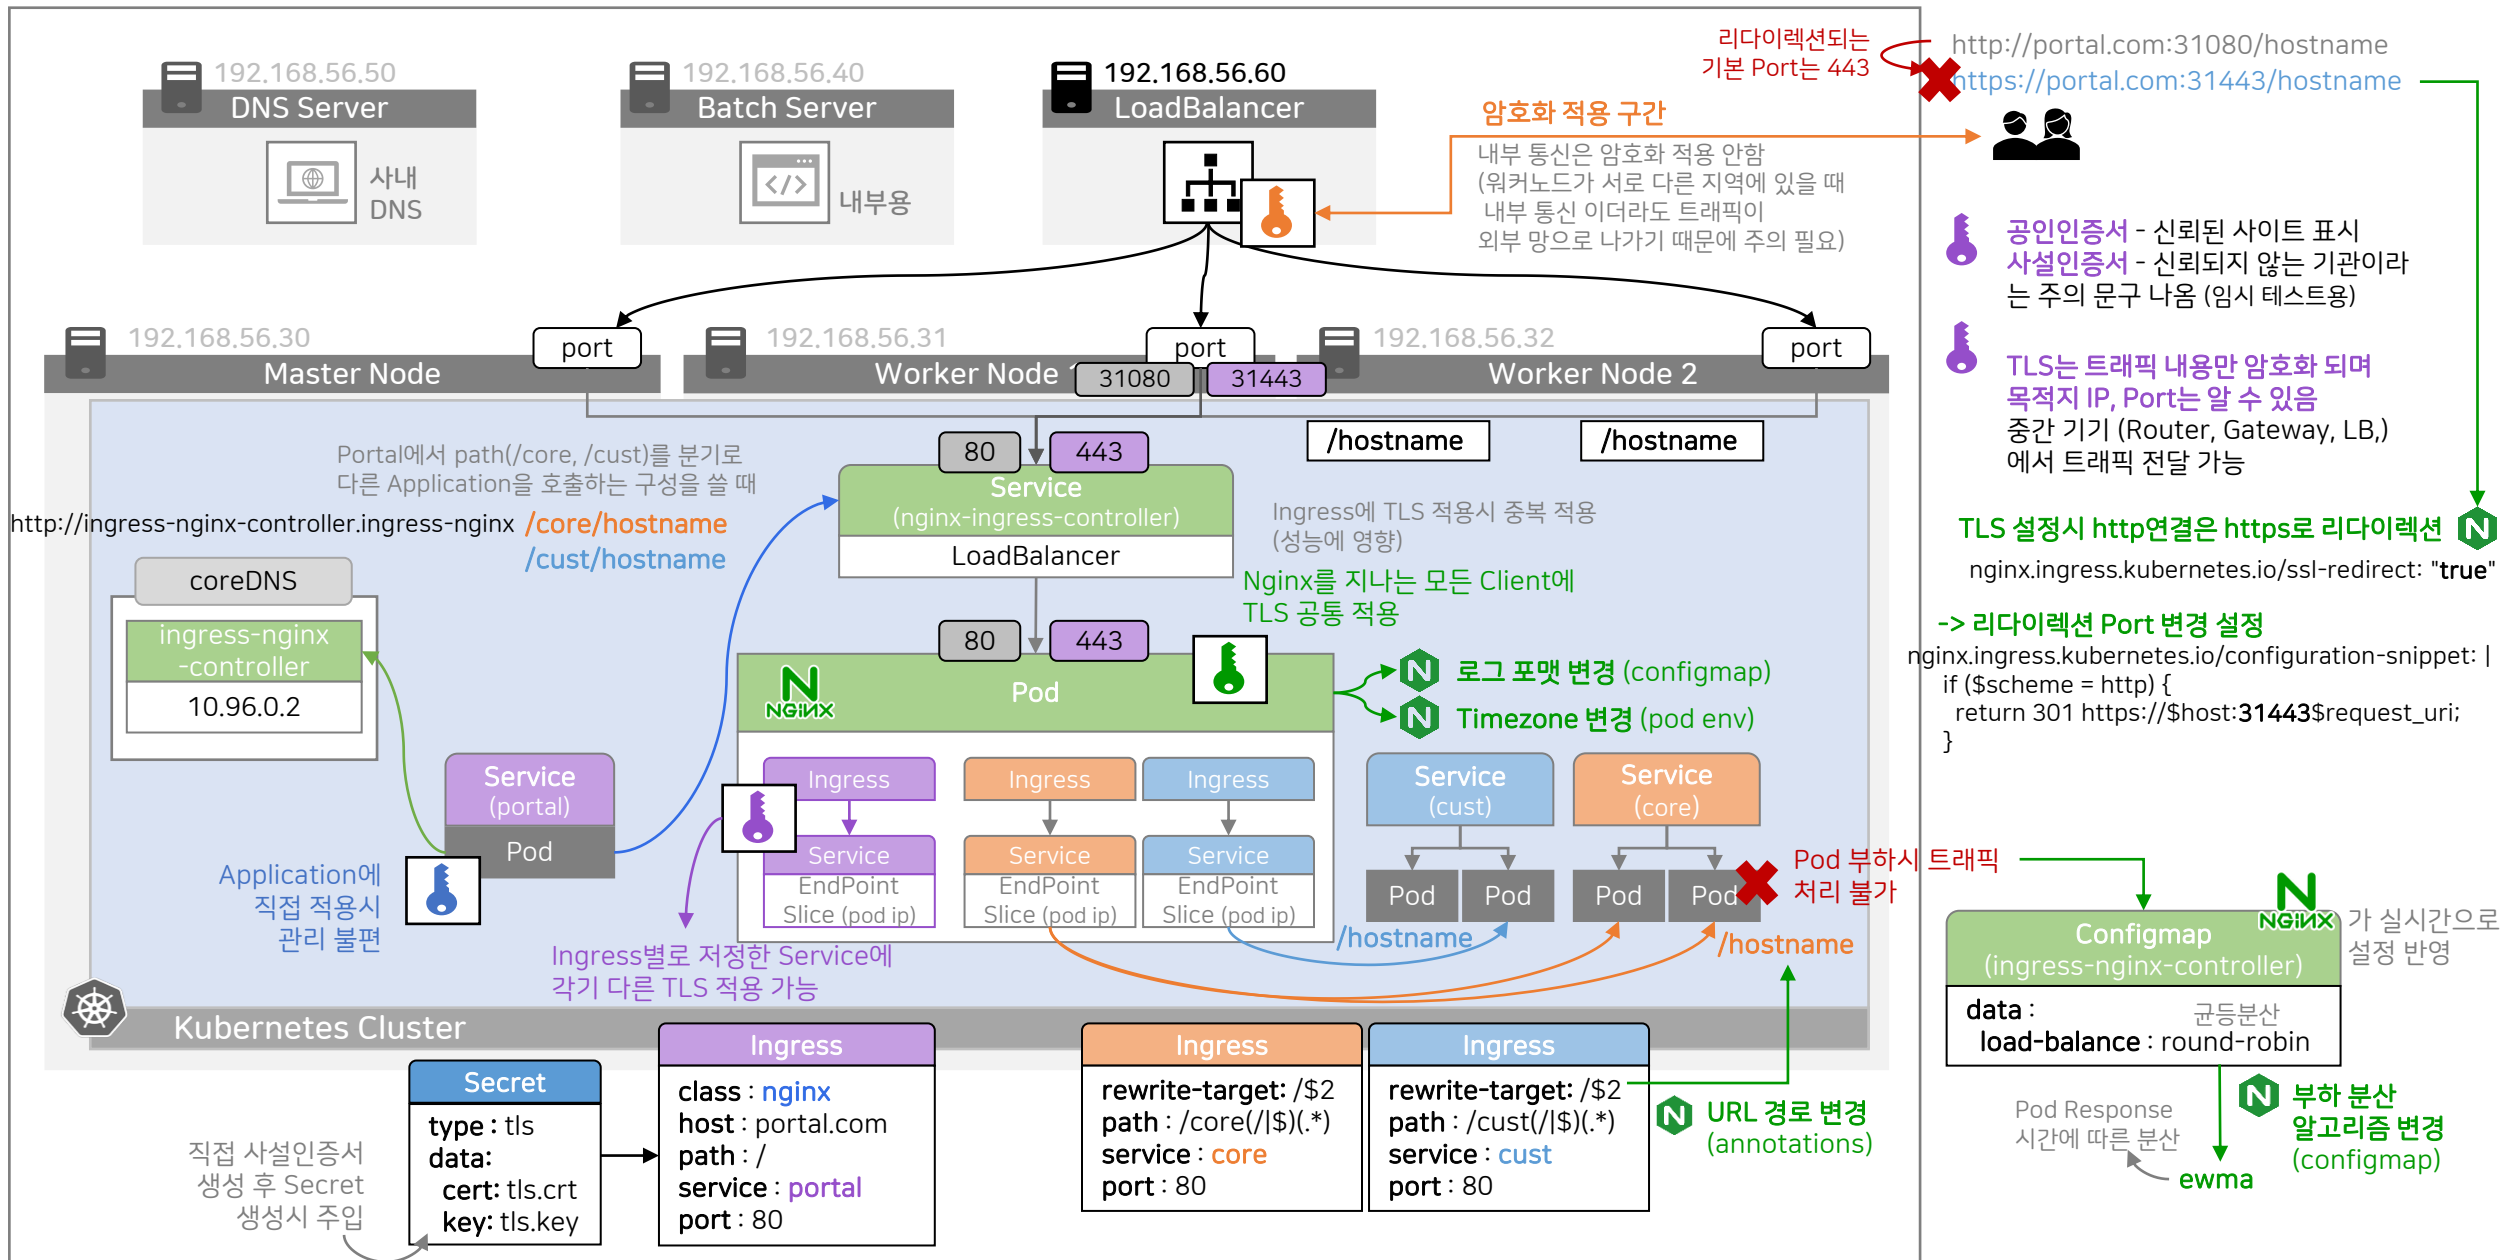 192.168.56.50
DNS Server
사내
DNS
192.168.56.40
Batch Server
내부용
192.168.56.60
LoadBalancer
리다이렉션되는
기본 Port는 443
http://portal.com:31080/hostname
https://portal.com:31443/hostname
암호화 적용 구간
내부 통신은 암호화 적용 안함
(워커노드가 서로 다른 지역에 있을 때
내부 통신 이더라도 트래픽이
외부 망으로 나가기 때문에 주의 필요)
공인인증서 - 신뢰된 사이트 표시
사설인증서 - 신뢰되지 않는 기관이라
는 주의 문구 나옴 (임시 테스트용)
TLS는 트래픽 내용만 암호화 되며
목적지 IP, Port는 알 수 있음
중간 기기 (Router, Gateway, LB,)
에서 트래픽 전달 가능
192.168.56.30
Master Node
port
192.168.56.31
Worker Node
port
31080
31443
192.168.56.32
Worker Node 2
port
80
443
/hostname
/hostname
Portal에서 path(/core, /cust)를 분기로
다른 Application을 호출하는 구성을 쓸 때
http://ingress-nginx-controller.ingress-nginx /core/hostname
/cust/hostname
Service
(nginx-ingress-controller)
LoadBalancer
Ingress에 TLS 적용시 중복 적용
(성능에 영향)
Nginx를 지나는 모든 Client에
TLS 공통 적용
TLS 설정시 http연결은 https로 리다이렉션
N
nginx.ingress.kubernetes.io/ssl-redirect: "true"
-> 리다이렉션 Port 변경 설정
nginx.ingress.kubernetes.io/configuration-snippet: |
if ($scheme = http) {
return 301 https://$host:31443$request_uri;
}
coreDNS
ingress-nginx
-controller
10.96.0.2
80
443
N
NGINX
Pod
N
로그 포맷 변경 (configmap)
N
Timezone 변경 (pod env)
Service
(portal)
Pod
Application에
직접 적용시
관리 불편
Ingress
Service
EndPoint
Slice (pod ip)
Ingress
Service
EndPoint
Slice (pod ip)
Ingress
Service
EndPoint
Slice (pod ip)
Service
(cust)
Pod
Pod
Service
(core)
Pod
Pod
Pod 부하시 트래픽
처리 불가
/hostname
/hostname
Ingress별로 저정한 Service에
각기 다른 TLS 적용 가능
Kubernetes Cluster
N
NGINX
가 실시간으로
설정 반영
Configmap
(ingress-nginx-controller)
data :
균등분산
load-balance : round-robin
Pod Response
시간에 따른 분산
N
부하 분산
알고리즘 변경
(configmap)
ewma
직접 사설인증서
생성 후 Secret
생성시 주입
Secret
type : tls
data:
cert: tls.crt
key: tls.key
Ingress
class : nginx
host : portal.com
path : /
service : portal
port : 80
Ingress
rewrite-target: /$2
path : /core(/|$)(.*)
service : core
port : 80
Ingress
rewrite-target: /$2
path : /cust(/|$)(.*)
service : cust
port : 80
N
URL 경로 변경
(annotations)